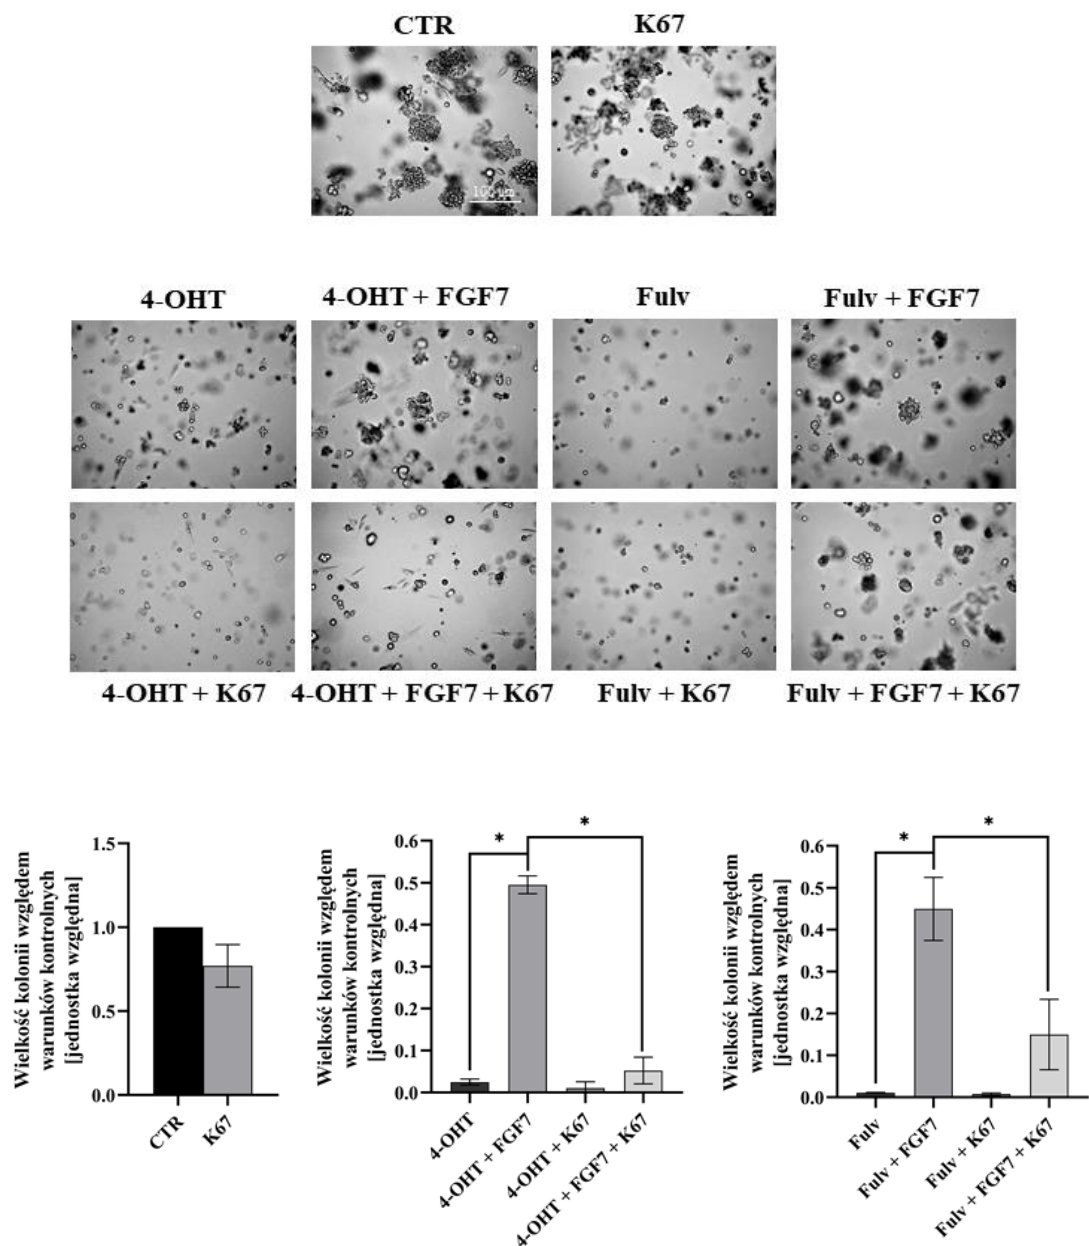 CTR K67
100 µm
4-OHT 4-OHT + FGF7 Fulv Fulv + FGF7
4-OHT + K67 4-OHT + FGF7 + K67 Fulv + K67 Fulv + FGF7 + K67
Wielkość kolonii względem
warunków kontrolnych
[jednostka względna]
1.5
1.0
0.5
0.0
CTR
K67
Wielkość kolonii względem
warunków kontrolnych
[jednostka względna]
0.6
0.5
0.4
0.3
0.2
0.1
0.0
*
*
4-OHT
4-OHT + FGF7
4-OHT + K67
4-OHT + FGF7 + K67
Wielkość kolonii względem
warunków kontrolnych
[jednostka względna]
0.6
0.5
0.4
0.3
0.2
0.1
0.0
*
*
Fulv
Fulv + FGF7
Fulv + K67
Fulv + FGF7 + K67